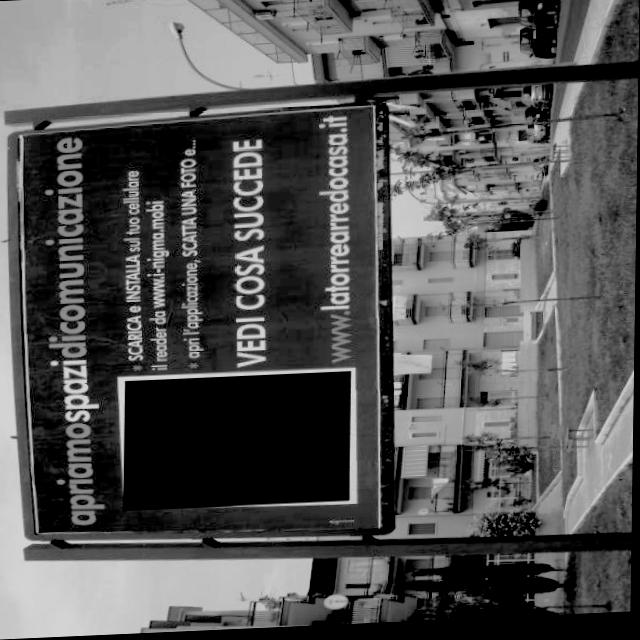 apriamospazidicomunicazione
* SCARICA e INSTALLA sul tuo cellulare
il reader da www.i-nigma.mobi
* apri l'applicazione, SCATTA UNA FOTO e...
VEDI COSA SUCCEDE
www.latorrearredocasa.it